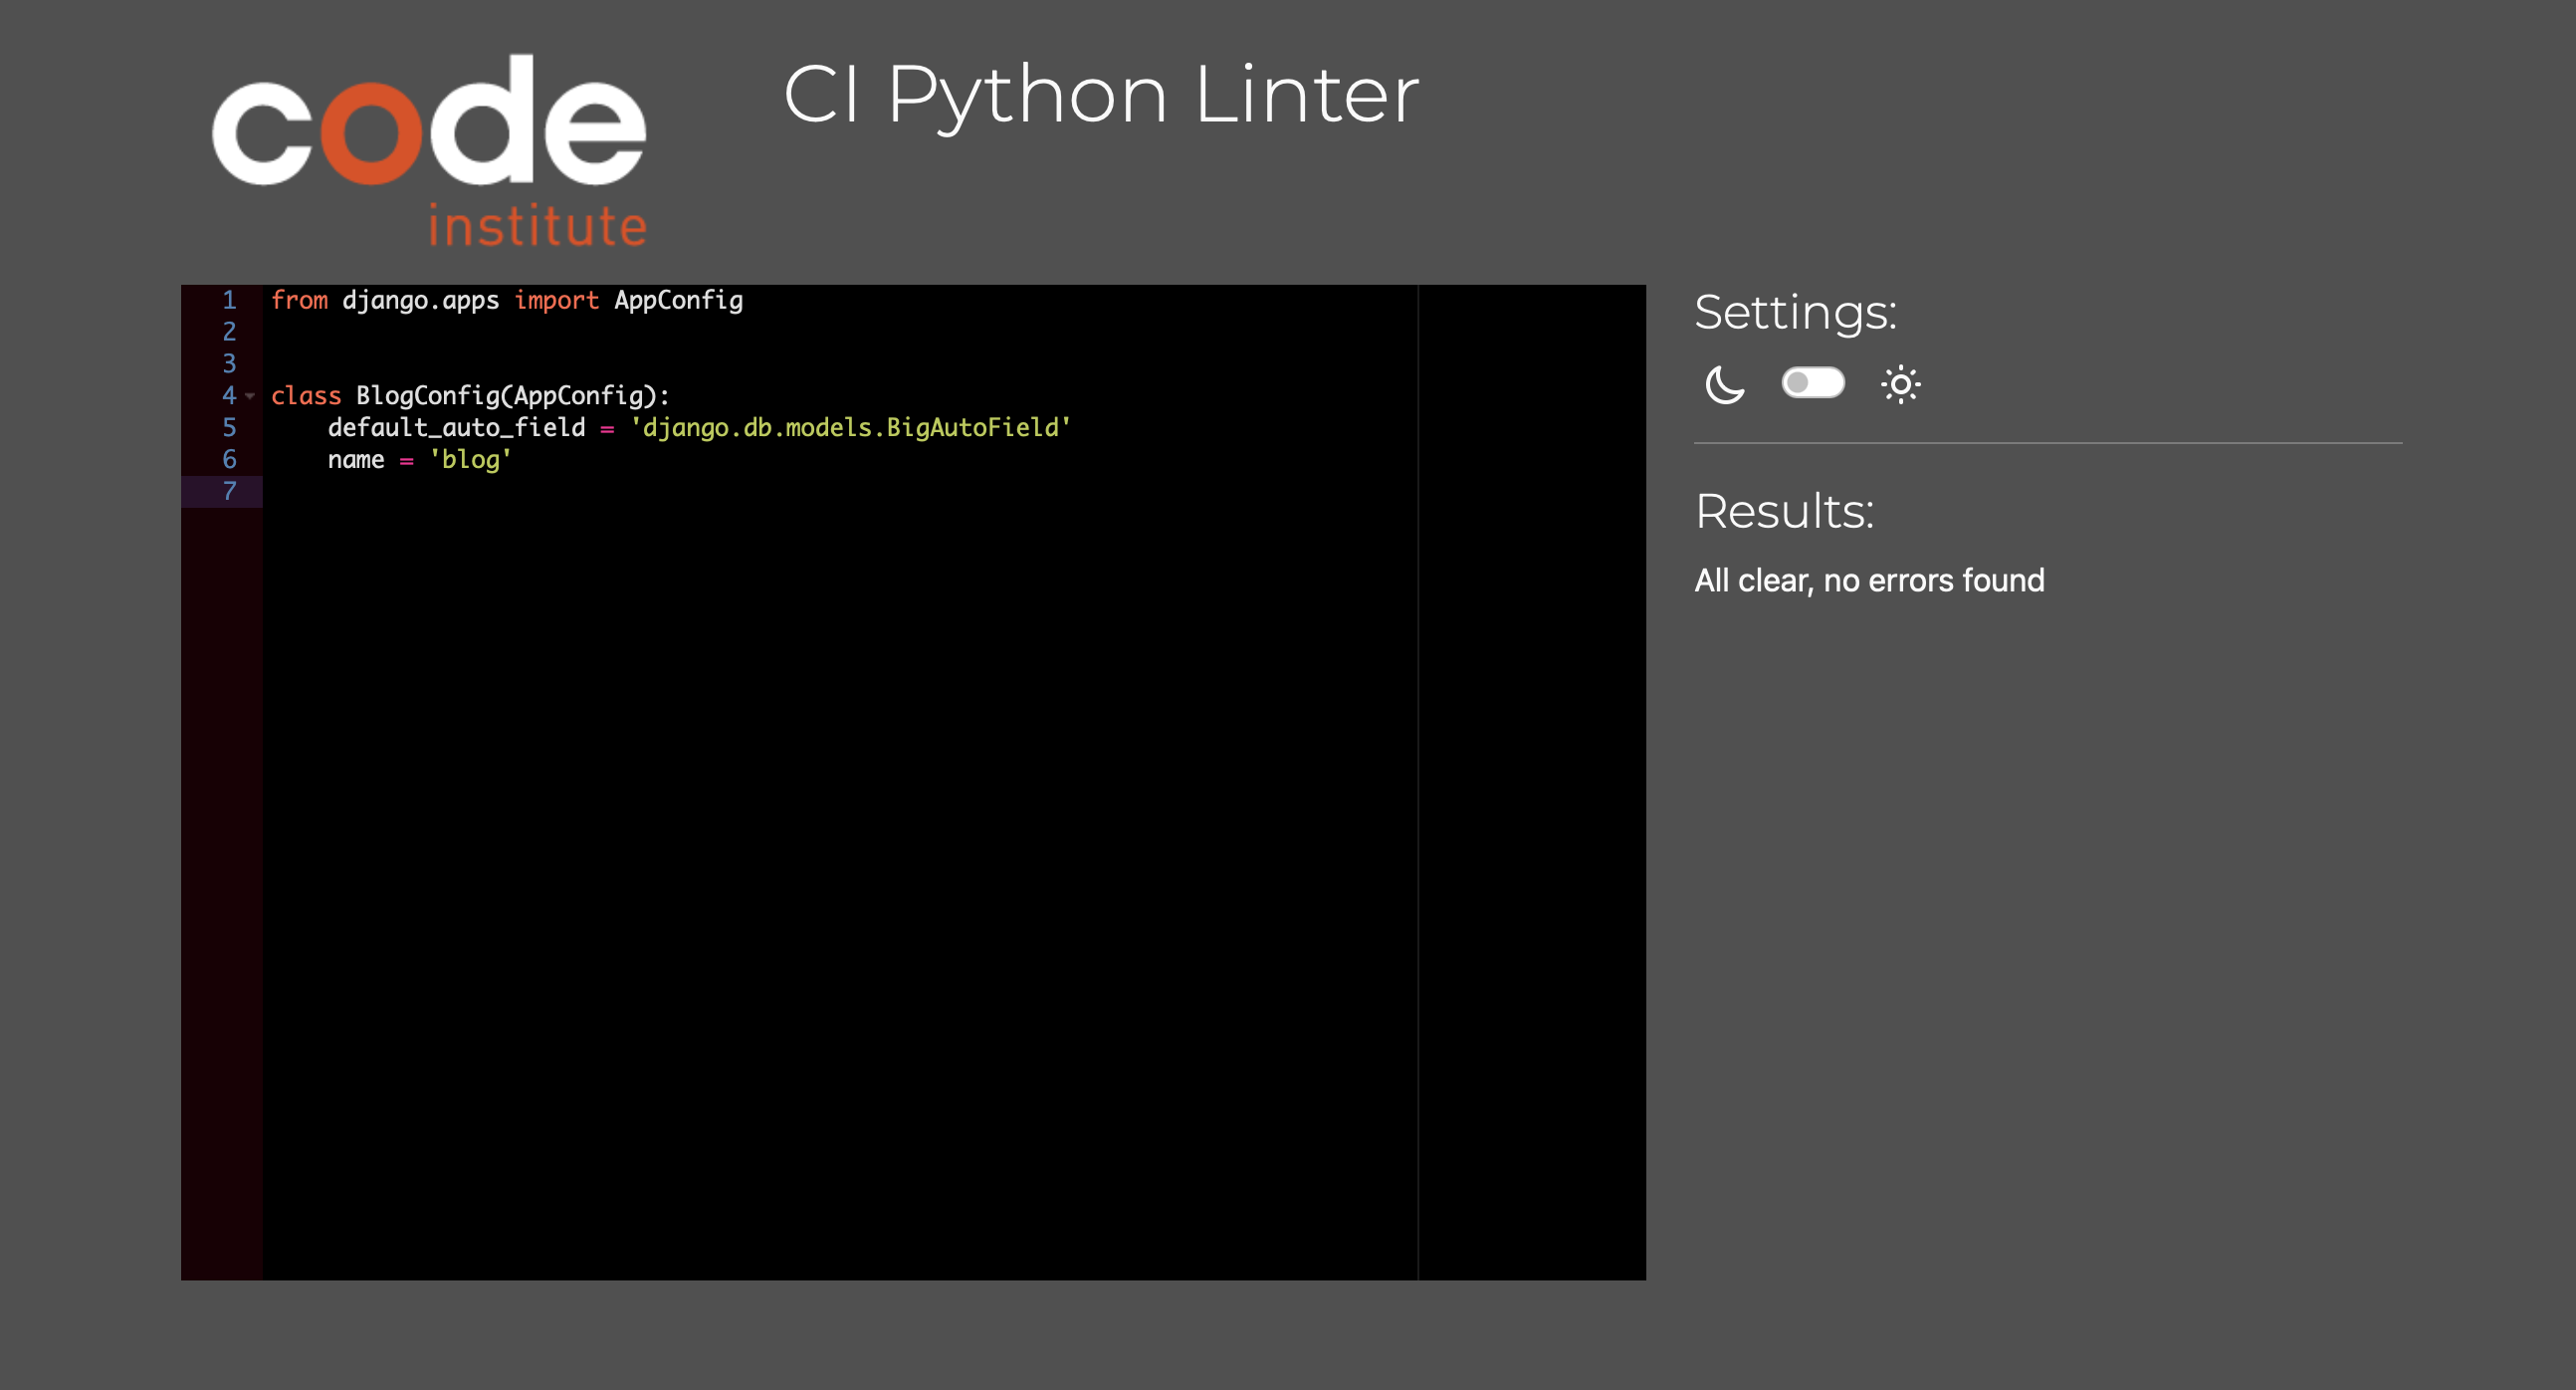 code
institute
CI Python Linter
1 from django.apps import AppConfig
2
3
4 class BlogConfig(AppConfig):
5     default_auto_field = 'django.db.models.BigAutoField'
6     name = 'blog'
7
Settings:
Results:
All clear, no errors found